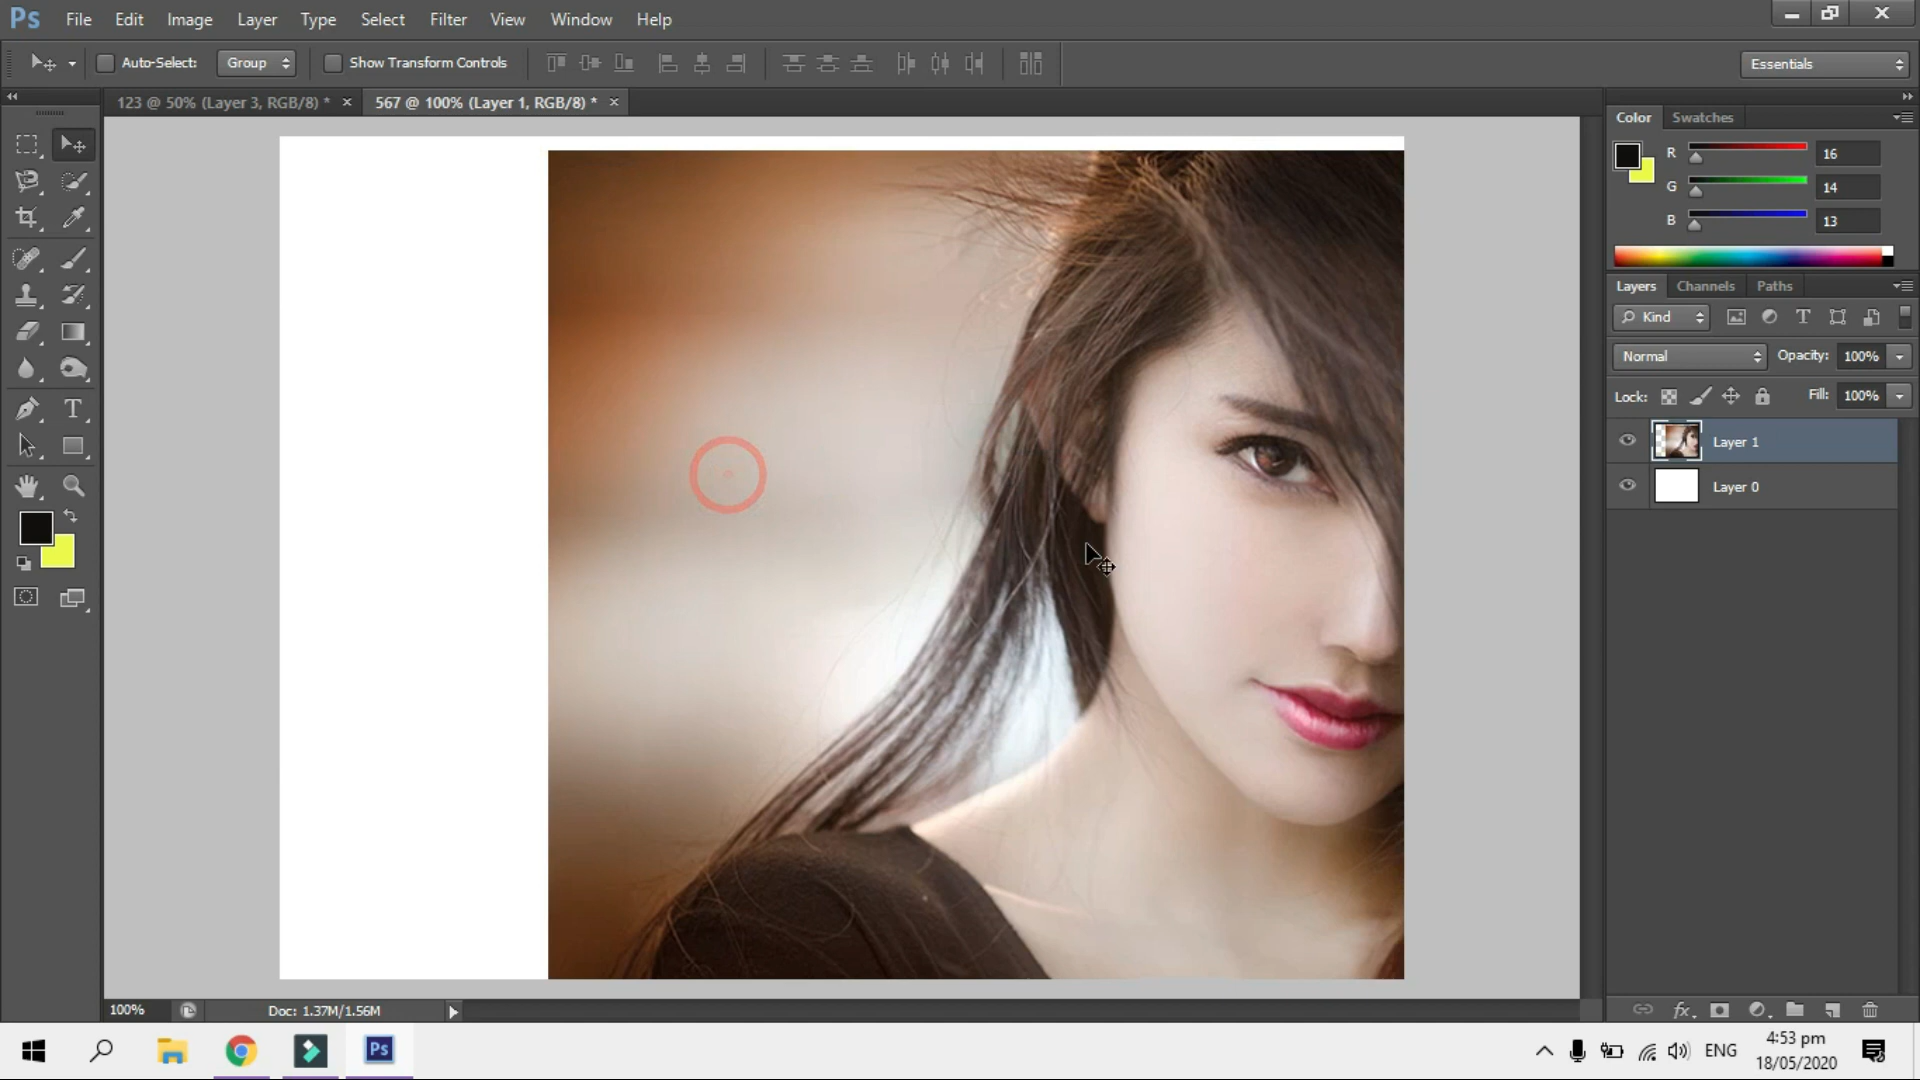 Ps File Edit Image Layer Type Select Filter View Window Help
Auto-Select: Group Show Transform Controls Essentials
123 @ 50% (Layer 3, RGB/8) * × 567 @ 100% (Layer 1, RGB/8) * ×
Color Swatches
R 16
G 14
B 13
Layers Channels Paths
Kind
Normal Opacity: 100%
Lock: Fill: 100%
Layer 1
Layer 0
T
fx
100% Doc: 1.37M/1.56M
Ps
ENG
4:53 pm
18/05/2020